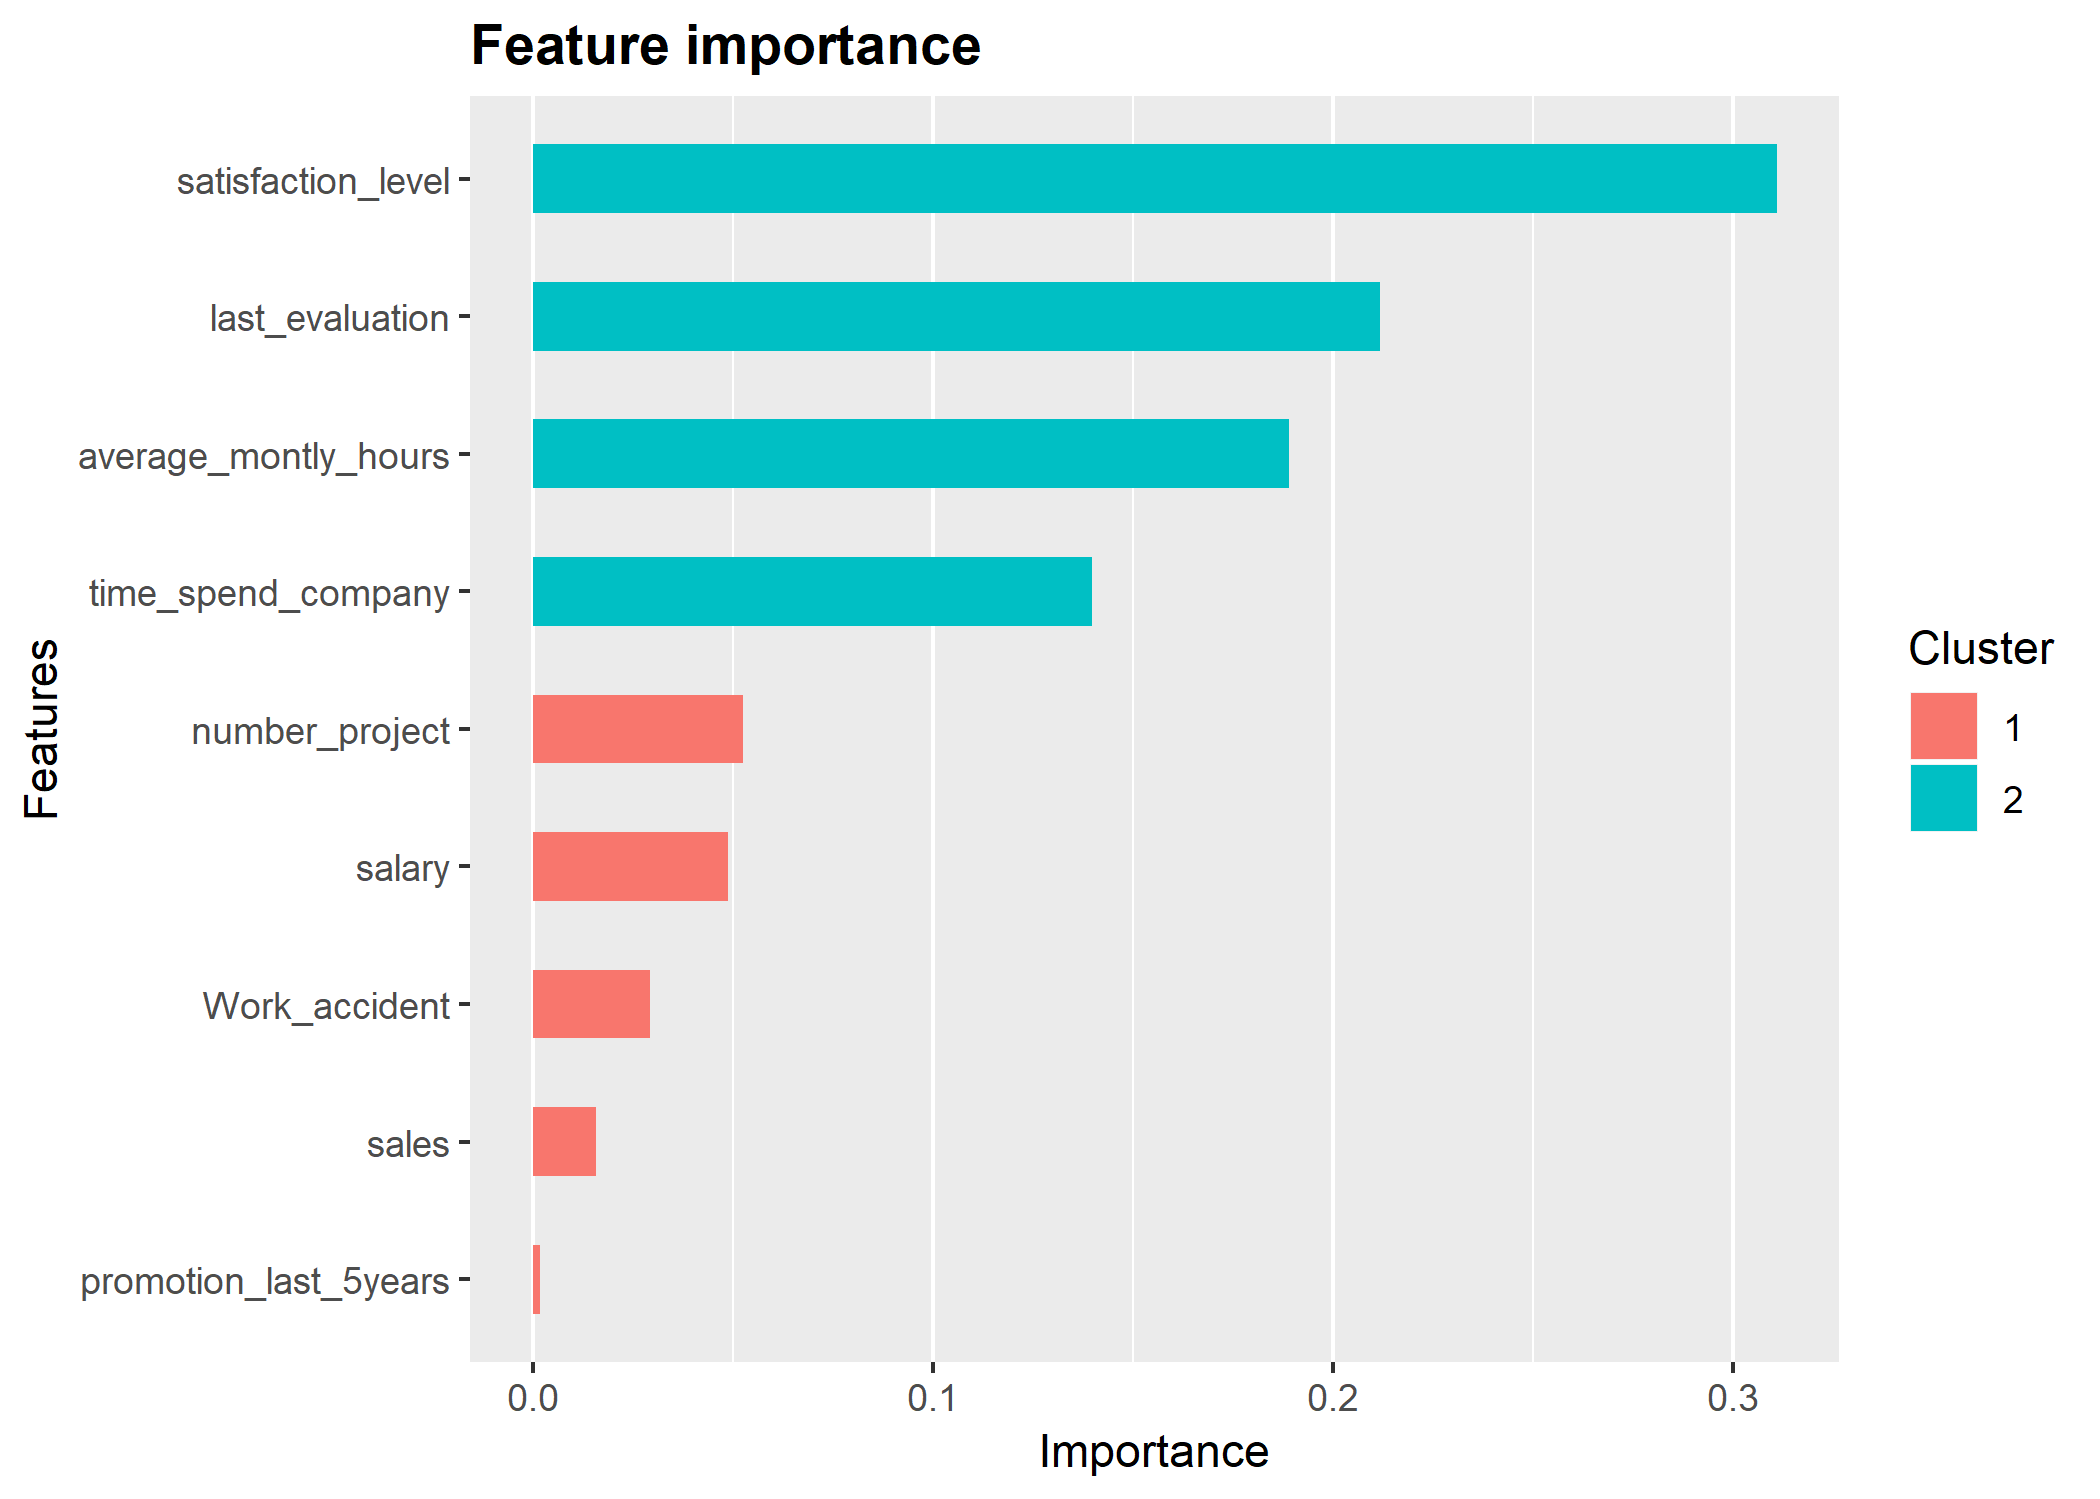 Feature importance
satisfaction_level
last_evaluation
average_montly_hours
time_spend_company
number_project
salary
Work_accident
sales
promotion_last_5years
Features
0.0
0.1
0.2
0.3
Importance
Cluster
1
2